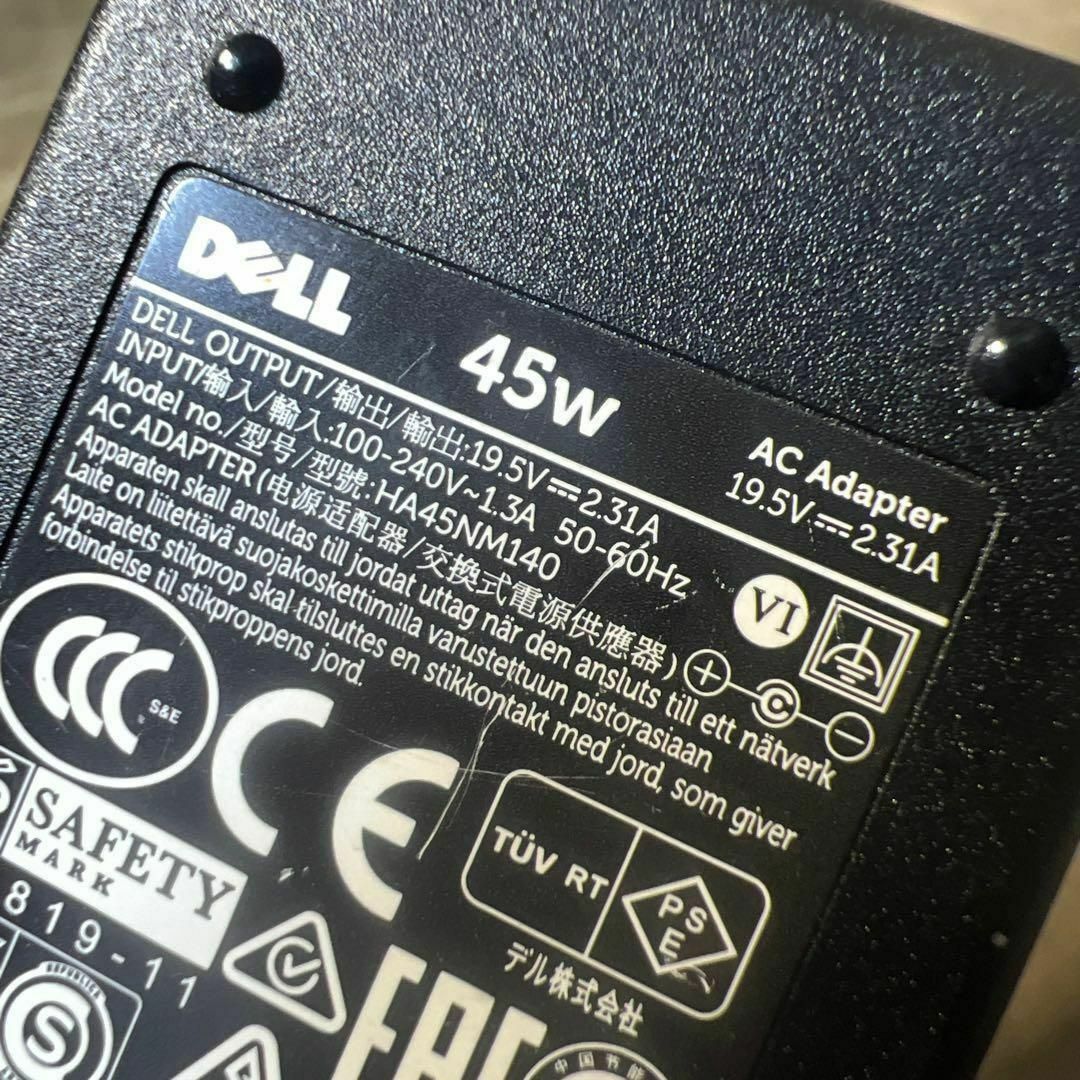 DELL
45W
AC Adapter
19.5V⎓2.31A
DELL OUTPUT/输出/輸出:19.5V⎓2.31A
INPUT/输入/輸入:100-240V~1.3A 50-60Hz
Model no./型号/型號:HA45NM140
AC ADAPTER(电源适配器/交換式電源供應器)
Apparaten skall anslutas till jordat uttag när den ansluts till ett nätverk
Laite on liitettävä suojakoskettimilla varustettuun pistorasiaan
Apparatets stikprop skal tilsluttes en stikkontakt med jord, som giver
forbindelse til stikproppens jord.
VI
CCC
S&E
CE
SAFETY
MARK
819-11
TÜV RT
PSE
デル株式会社
S
EAC
中国节能